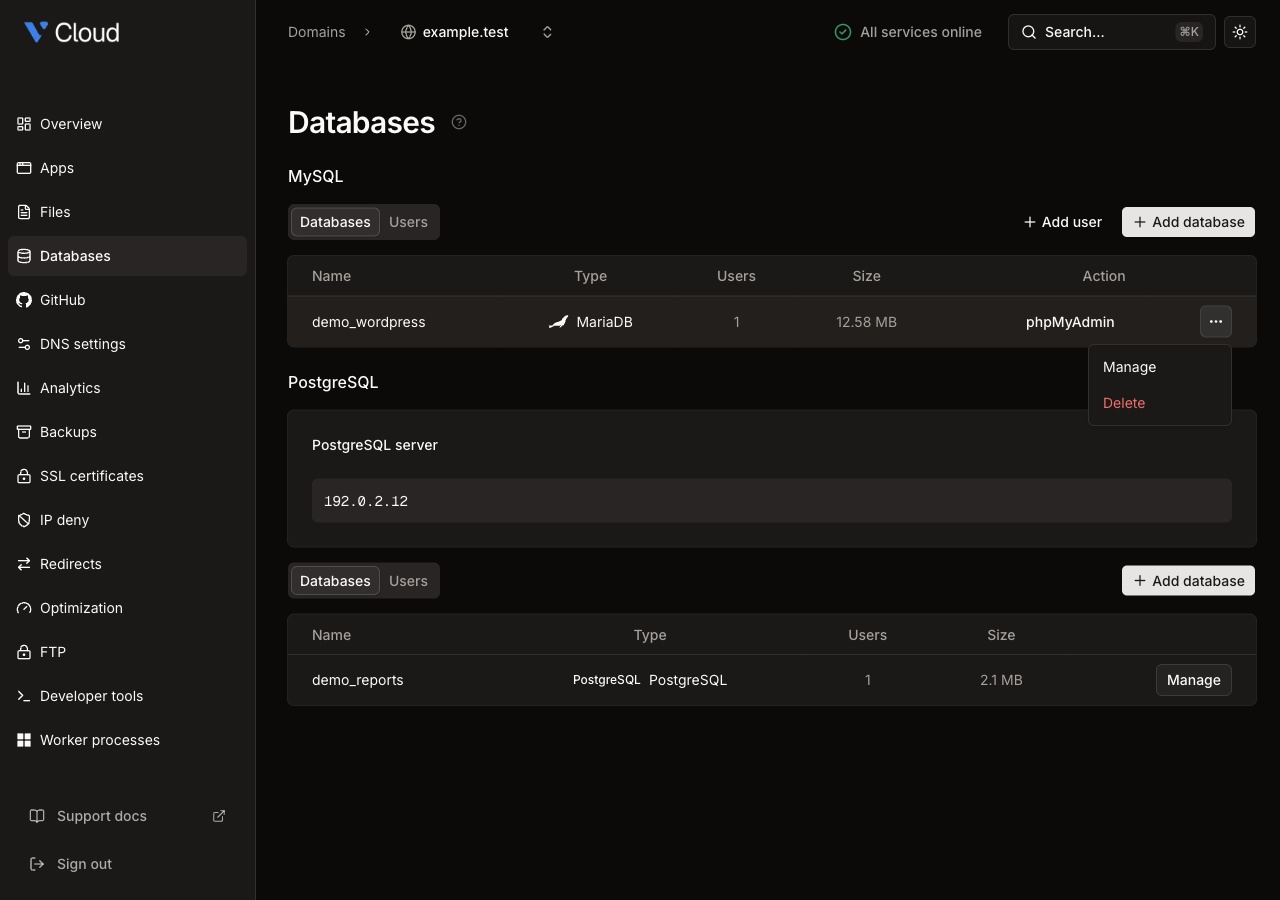 Cloud
Domains
example.test
All services online
Search...
⌘K
Overview
Apps
Files
Databases
GitHub
DNS settings
Analytics
Backups
SSL certificates
IP deny
Redirects
Optimization
FTP
Developer tools
Worker processes
Support docs
Sign out
Databases
MySQL
Databases Users
+ Add user + Add database
Name Type Users Size Action
demo_wordpress MariaDB 1 12.58 MB phpMyAdmin
Manage
Delete
PostgreSQL
PostgreSQL server
192.0.2.12
Databases Users
+ Add database
Name Type Users Size
demo_reports PostgreSQL PostgreSQL 1 2.1 MB Manage